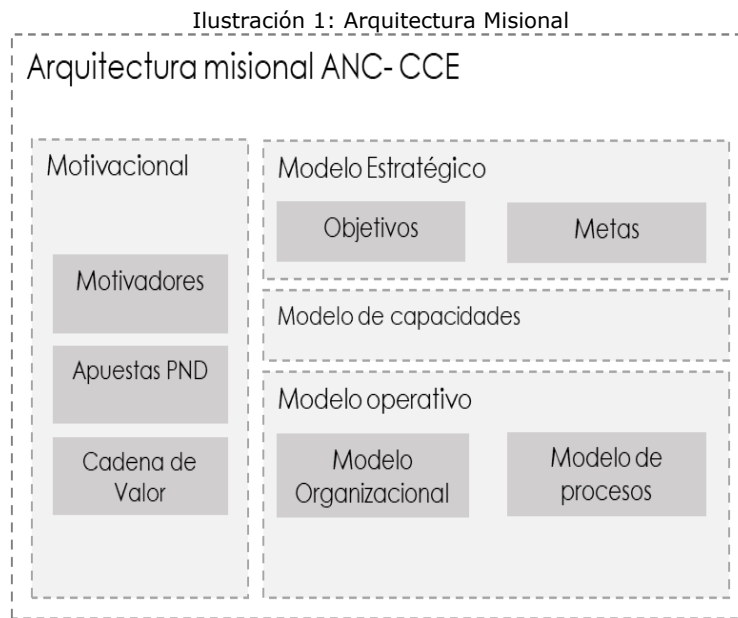 Ilustración 1: Arquitectura Misional
Arquitectura misional ANC- CCE
Motivacional
Motivadores
Apuestas PND
Cadena de
Valor
Modelo Estratégico
Objetivos
Metas
Modelo de capacidades
Modelo operativo
Modelo
Organizacional
Modelo de
procesos